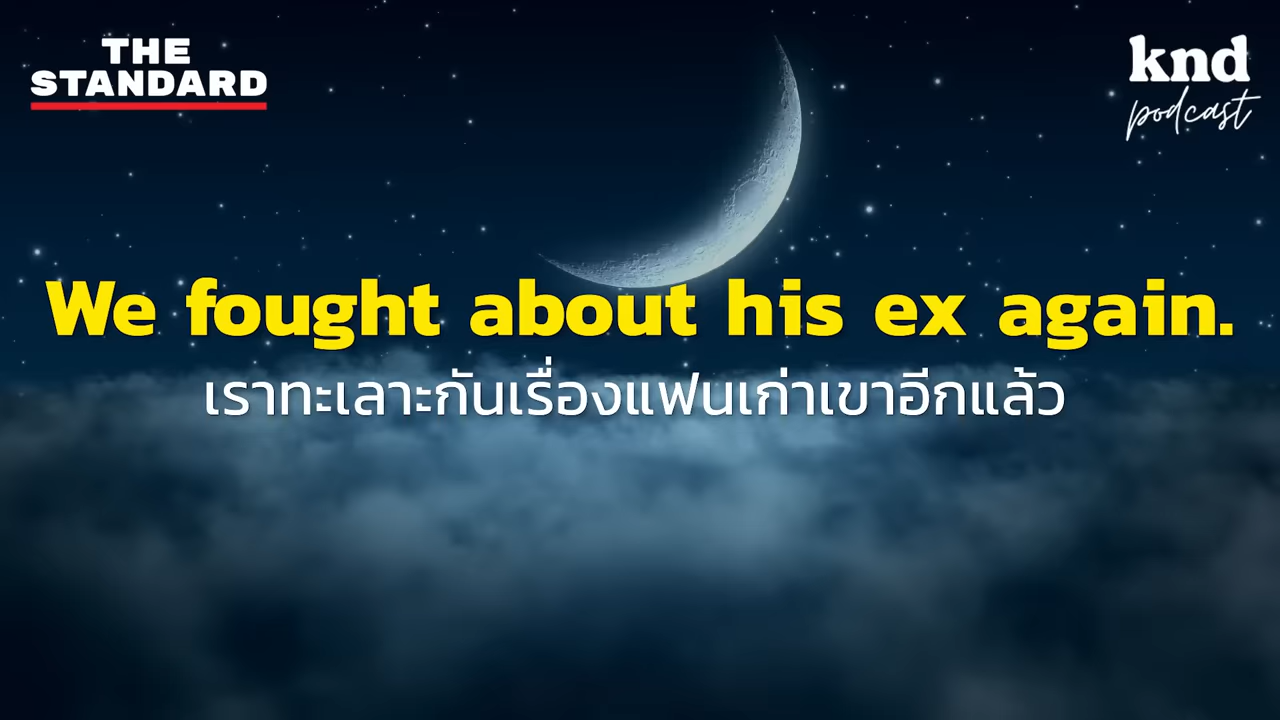 THE
STANDARD
knd
podcast
We fought about his ex again.
เราทะเลาะกันเรื่องแฟนเก่าเขาอีกแล้ว